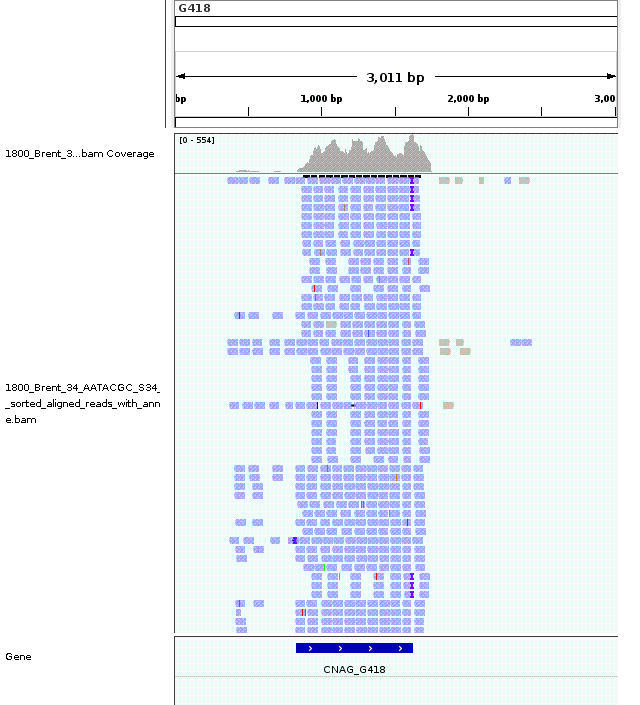 G418
3,011 bp
bp
1,000 bp
2,000 bp
3,00
[0 - 554]
1800_Brent_3...bam Coverage
1800_Brent_34_AATACGC_S34_
_sorted_aligned_reads_with_ann
e.bam
Gene
CNAG_G418